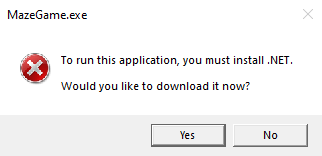 MazeGame.exe
To run this application, you must install .NET.
Would you like to download it now?
Yes
No